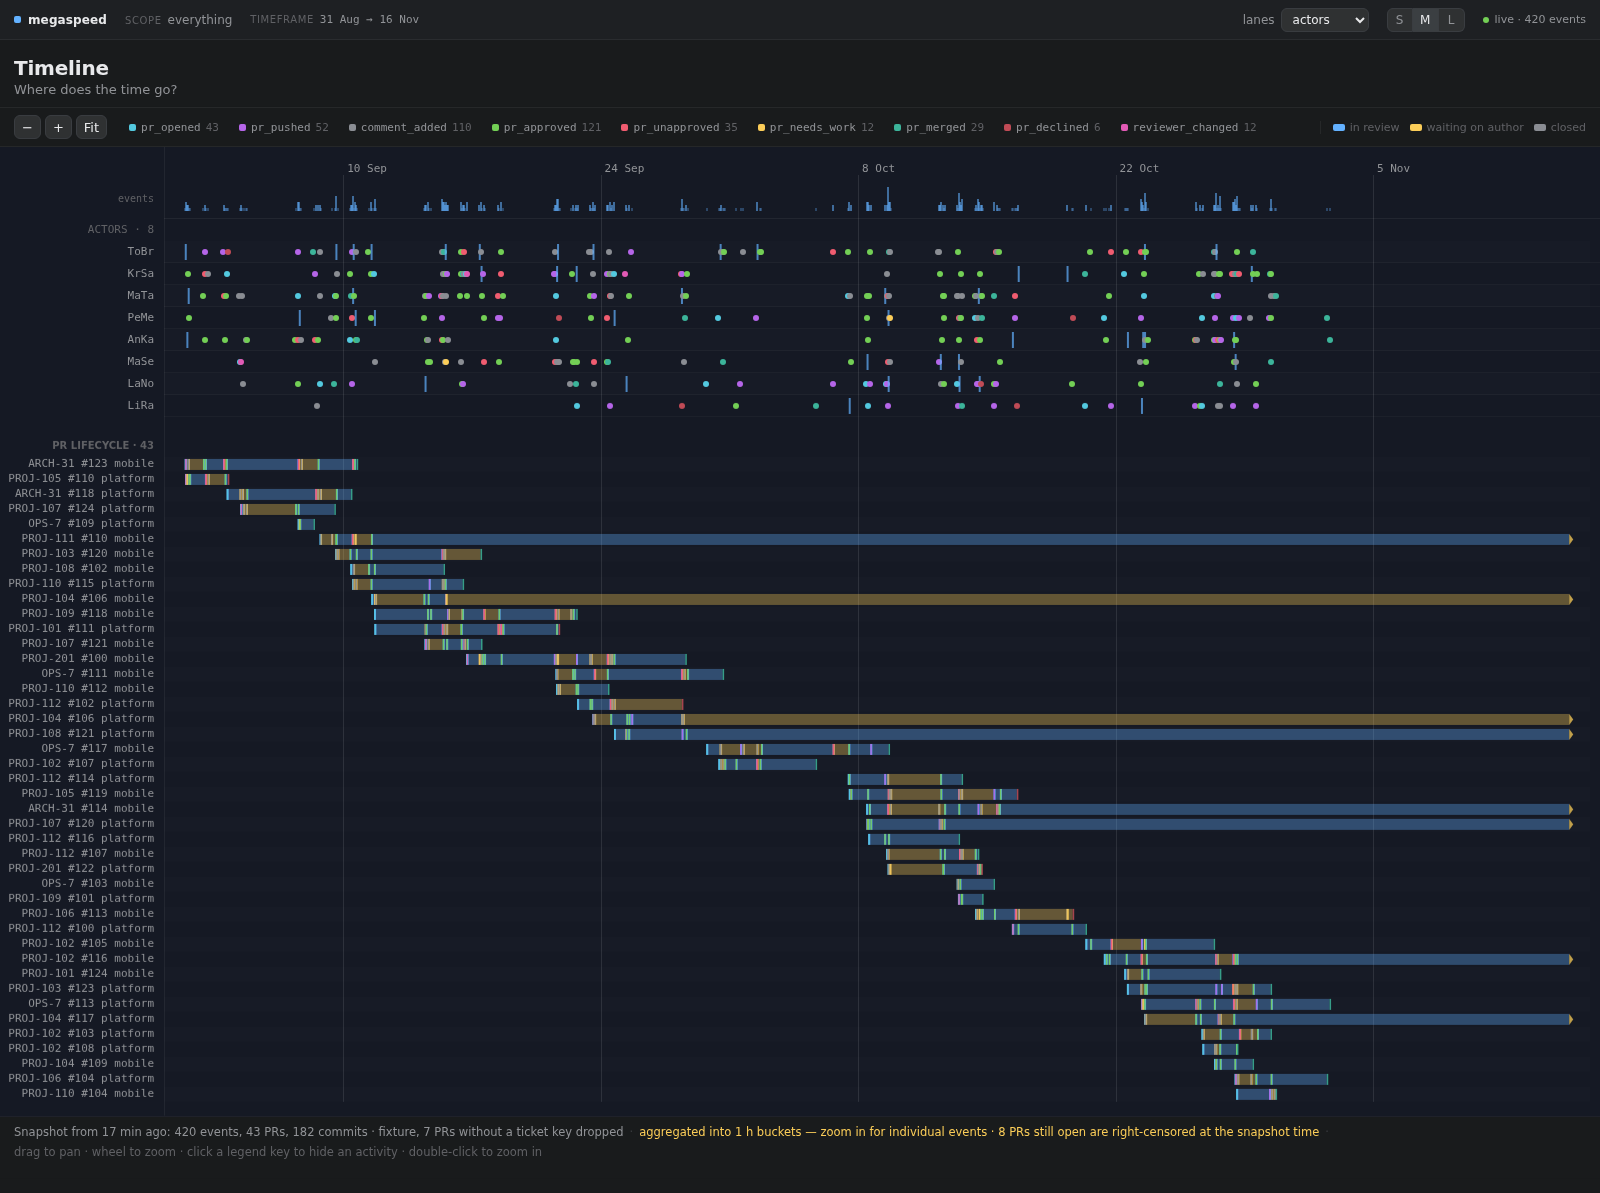 megaspeed SCOPE everything TIMEFRAME 31 Aug → 16 Nov lanes actors S M L live · 420 events
Timeline
Where does the time go?
− + Fit pr_opened 43 pr_pushed 52 comment_added 110 pr_approved 121 pr_unapproved 35 pr_needs_work 12 pr_merged 29 pr_declined 6 reviewer_changed 12 in review waiting on author closed
10 Sep 24 Sep 8 Oct 22 Oct 5 Nov
events
ACTORS · 8
ToBr
KrSa
MaTa
PeMe
AnKa
MaSe
LaNo
LiRa
PR LIFECYCLE · 43
ARCH-31 #123 mobile
PROJ-105 #110 platform
ARCH-31 #118 platform
PROJ-107 #124 platform
OPS-7 #109 platform
PROJ-111 #110 mobile
PROJ-103 #120 mobile
PROJ-108 #102 mobile
PROJ-110 #115 platform
PROJ-104 #106 mobile
PROJ-109 #118 mobile
PROJ-101 #111 platform
PROJ-107 #121 mobile
PROJ-201 #100 mobile
OPS-7 #111 mobile
PROJ-110 #112 mobile
PROJ-112 #102 platform
PROJ-104 #106 platform
PROJ-108 #121 platform
OPS-7 #117 mobile
PROJ-102 #107 mobile
PROJ-112 #114 platform
PROJ-105 #119 mobile
ARCH-31 #114 mobile
PROJ-107 #120 platform
PROJ-112 #116 platform
PROJ-112 #107 mobile
PROJ-201 #122 platform
OPS-7 #103 mobile
PROJ-109 #101 mobile
PROJ-106 #113 mobile
PROJ-112 #100 mobile
PROJ-102 #105 mobile
PROJ-102 #116 mobile
PROJ-101 #124 mobile
PROJ-103 #123 mobile
OPS-7 #113 mobile
PROJ-104 #117 mobile
PROJ-102 #103 platform
PROJ-102 #108 platform
PROJ-104 #109 mobile
PROJ-106 #104 platform
PROJ-110 #104 mobile
Snapshot from 17 min ago: 420 events, 43 PRs, 182 commits · fixture, 7 PRs without a ticket key dropped · aggregated into 1 h buckets — zoom in for individual events · 8 PRs still open are right-censored at the snapshot time ·
drag to pan · wheel to zoom · click a legend key to hide an activity · double-click to zoom in